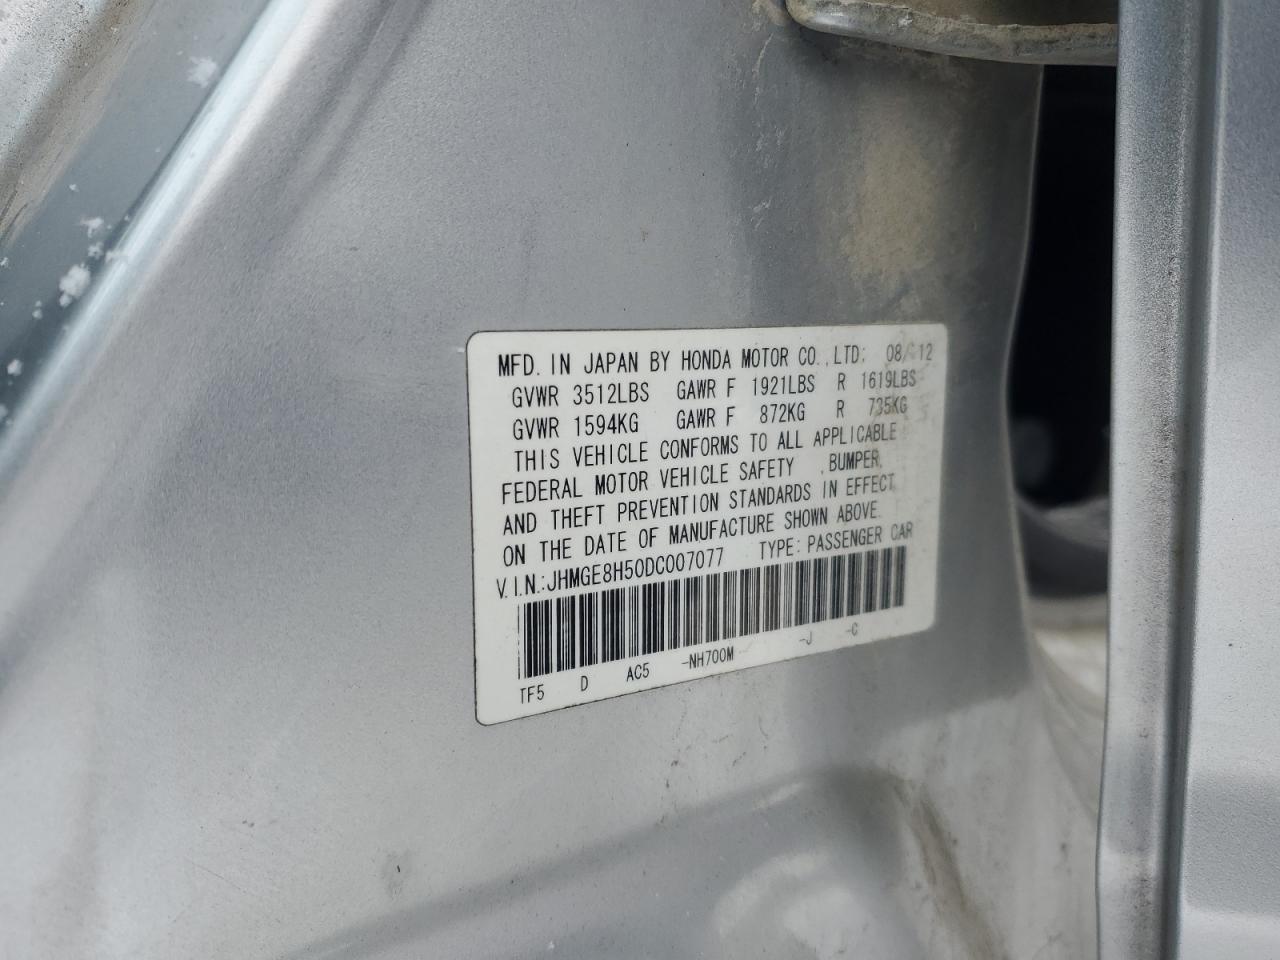 MFD. IN JAPAN BY HONDA MOTOR CO., LTD: 08/12
GVWR 3512LBS GAWR F 1921LBS R 1619LBS
GVWR 1594KG GAWR F 872KG R 735KG
THIS VEHICLE CONFORMS TO ALL APPLICABLE
FEDERAL MOTOR VEHICLE SAFETY , BUMPER,
AND THEFT PREVENTION STANDARDS IN EFFECT
ON THE DATE OF MANUFACTURE SHOWN ABOVE.
V.I.N.:JHMGE8H50DC007077 TYPE: PASSENGER CAR
TF5 D AC5 -NH700M -J -C